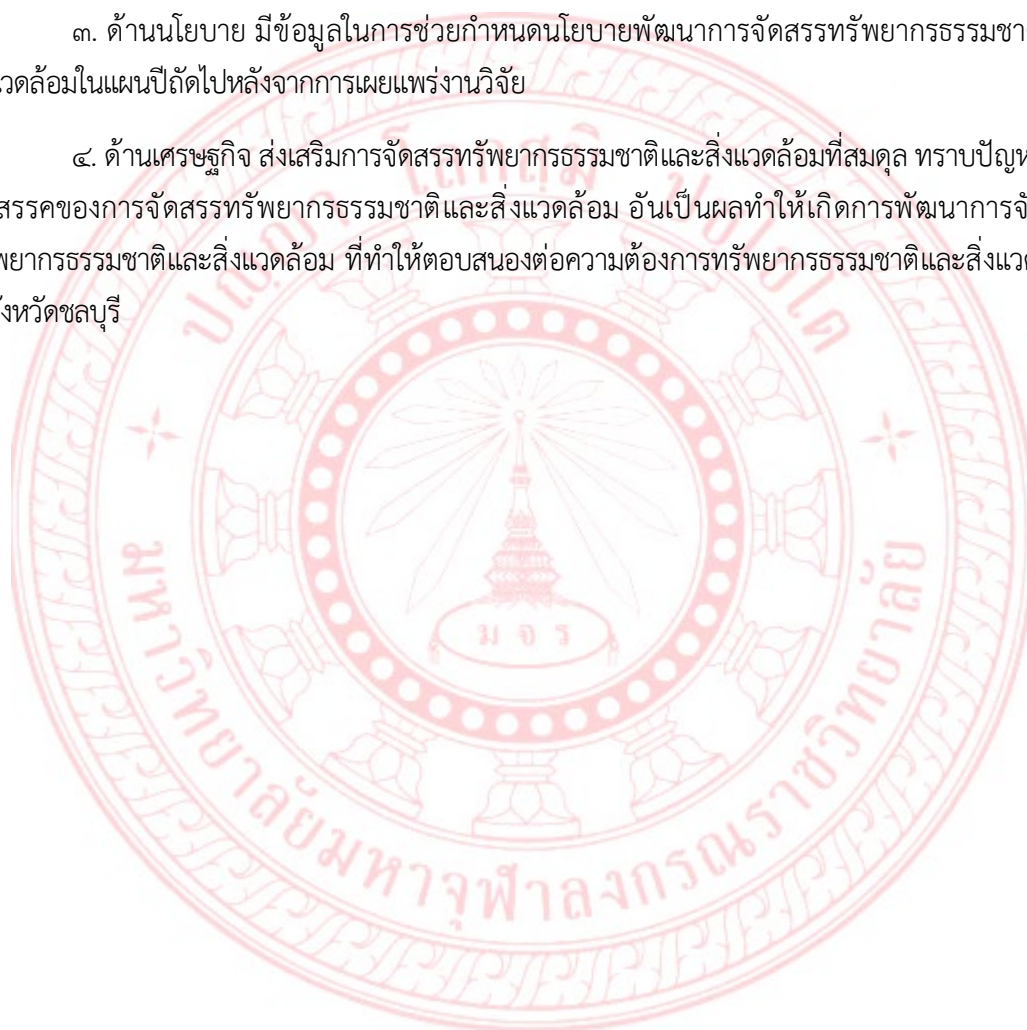 ๓. ด้านนโยบาย มีข้อมูลในการช่วยกำหนดนโยบายพัฒนาการจัดสรรทรัพยากรธรรมชา
วดล้อมในแผนปีถัดไปหลังจากการเผยแพร่งานวิจัย
๔. ด้านเศรษฐกิจ ส่งเสริมการจัดสรรทรัพยากรธรรมชาติและสิ่งแวดล้อมที่สมดุล ทราบปัญห
สรรคของการจัดสรรทรัพยากรธรรมชาติและสิ่งแวดล้อม อันเป็นผลทำให้เกิดการพัฒนาการจั
พยากรธรรมชาติและสิ่งแวดล้อม ที่ทำให้ตอบสนองต่อความต้องการทรัพยากรธรรมชาติและสิ่งแวด
ังหวัดชลบุรี
ปญฺญา โลกสฺมิ ปชฺโชโต
ม จ ร
มหาวิทยาลัยมหาจุฬาลงกรณราชวิทยาลัย